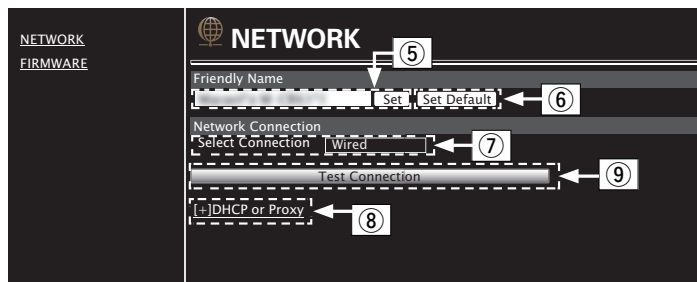 NETWORK
FIRMWARE
NETWORK
⑤
Friendly Name
Set Set Default ⑥
Network Connection
Select Connection Wired ⑦
Test Connection ⑨
[+]DHCP or Proxy ⑧